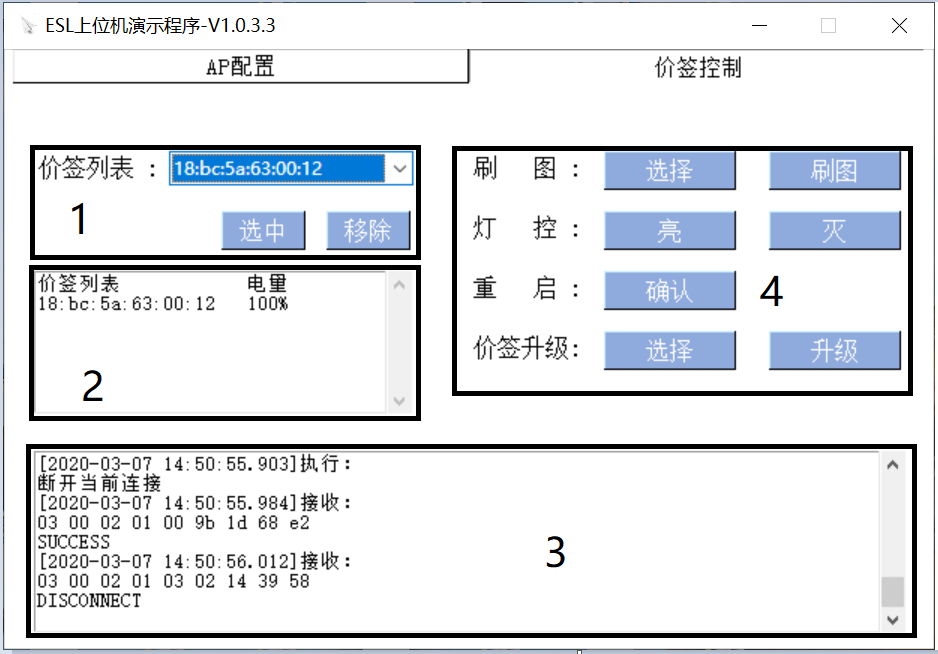 ESL上位机演示程序-V1.0.3.3
AP配置
价签控制
价签列表 : 18:bc:5a:63:00:12
1 选中 移除
价签列表 电量
18:bc:5a:63:00:12 100%
2
刷 图 : 选择 刷图
灯 控 : 亮 灭
重 启 : 确认 4
价签升级: 选择 升级
[2020-03-07 14:50:55.903]执行:
断开当前连接
[2020-03-07 14:50:55.984]接收:
03 00 02 01 00 9b 1d 68 e2
SUCCESS
3
[2020-03-07 14:50:56.012]接收:
03 00 02 01 03 02 14 39 58
DISCONNECT